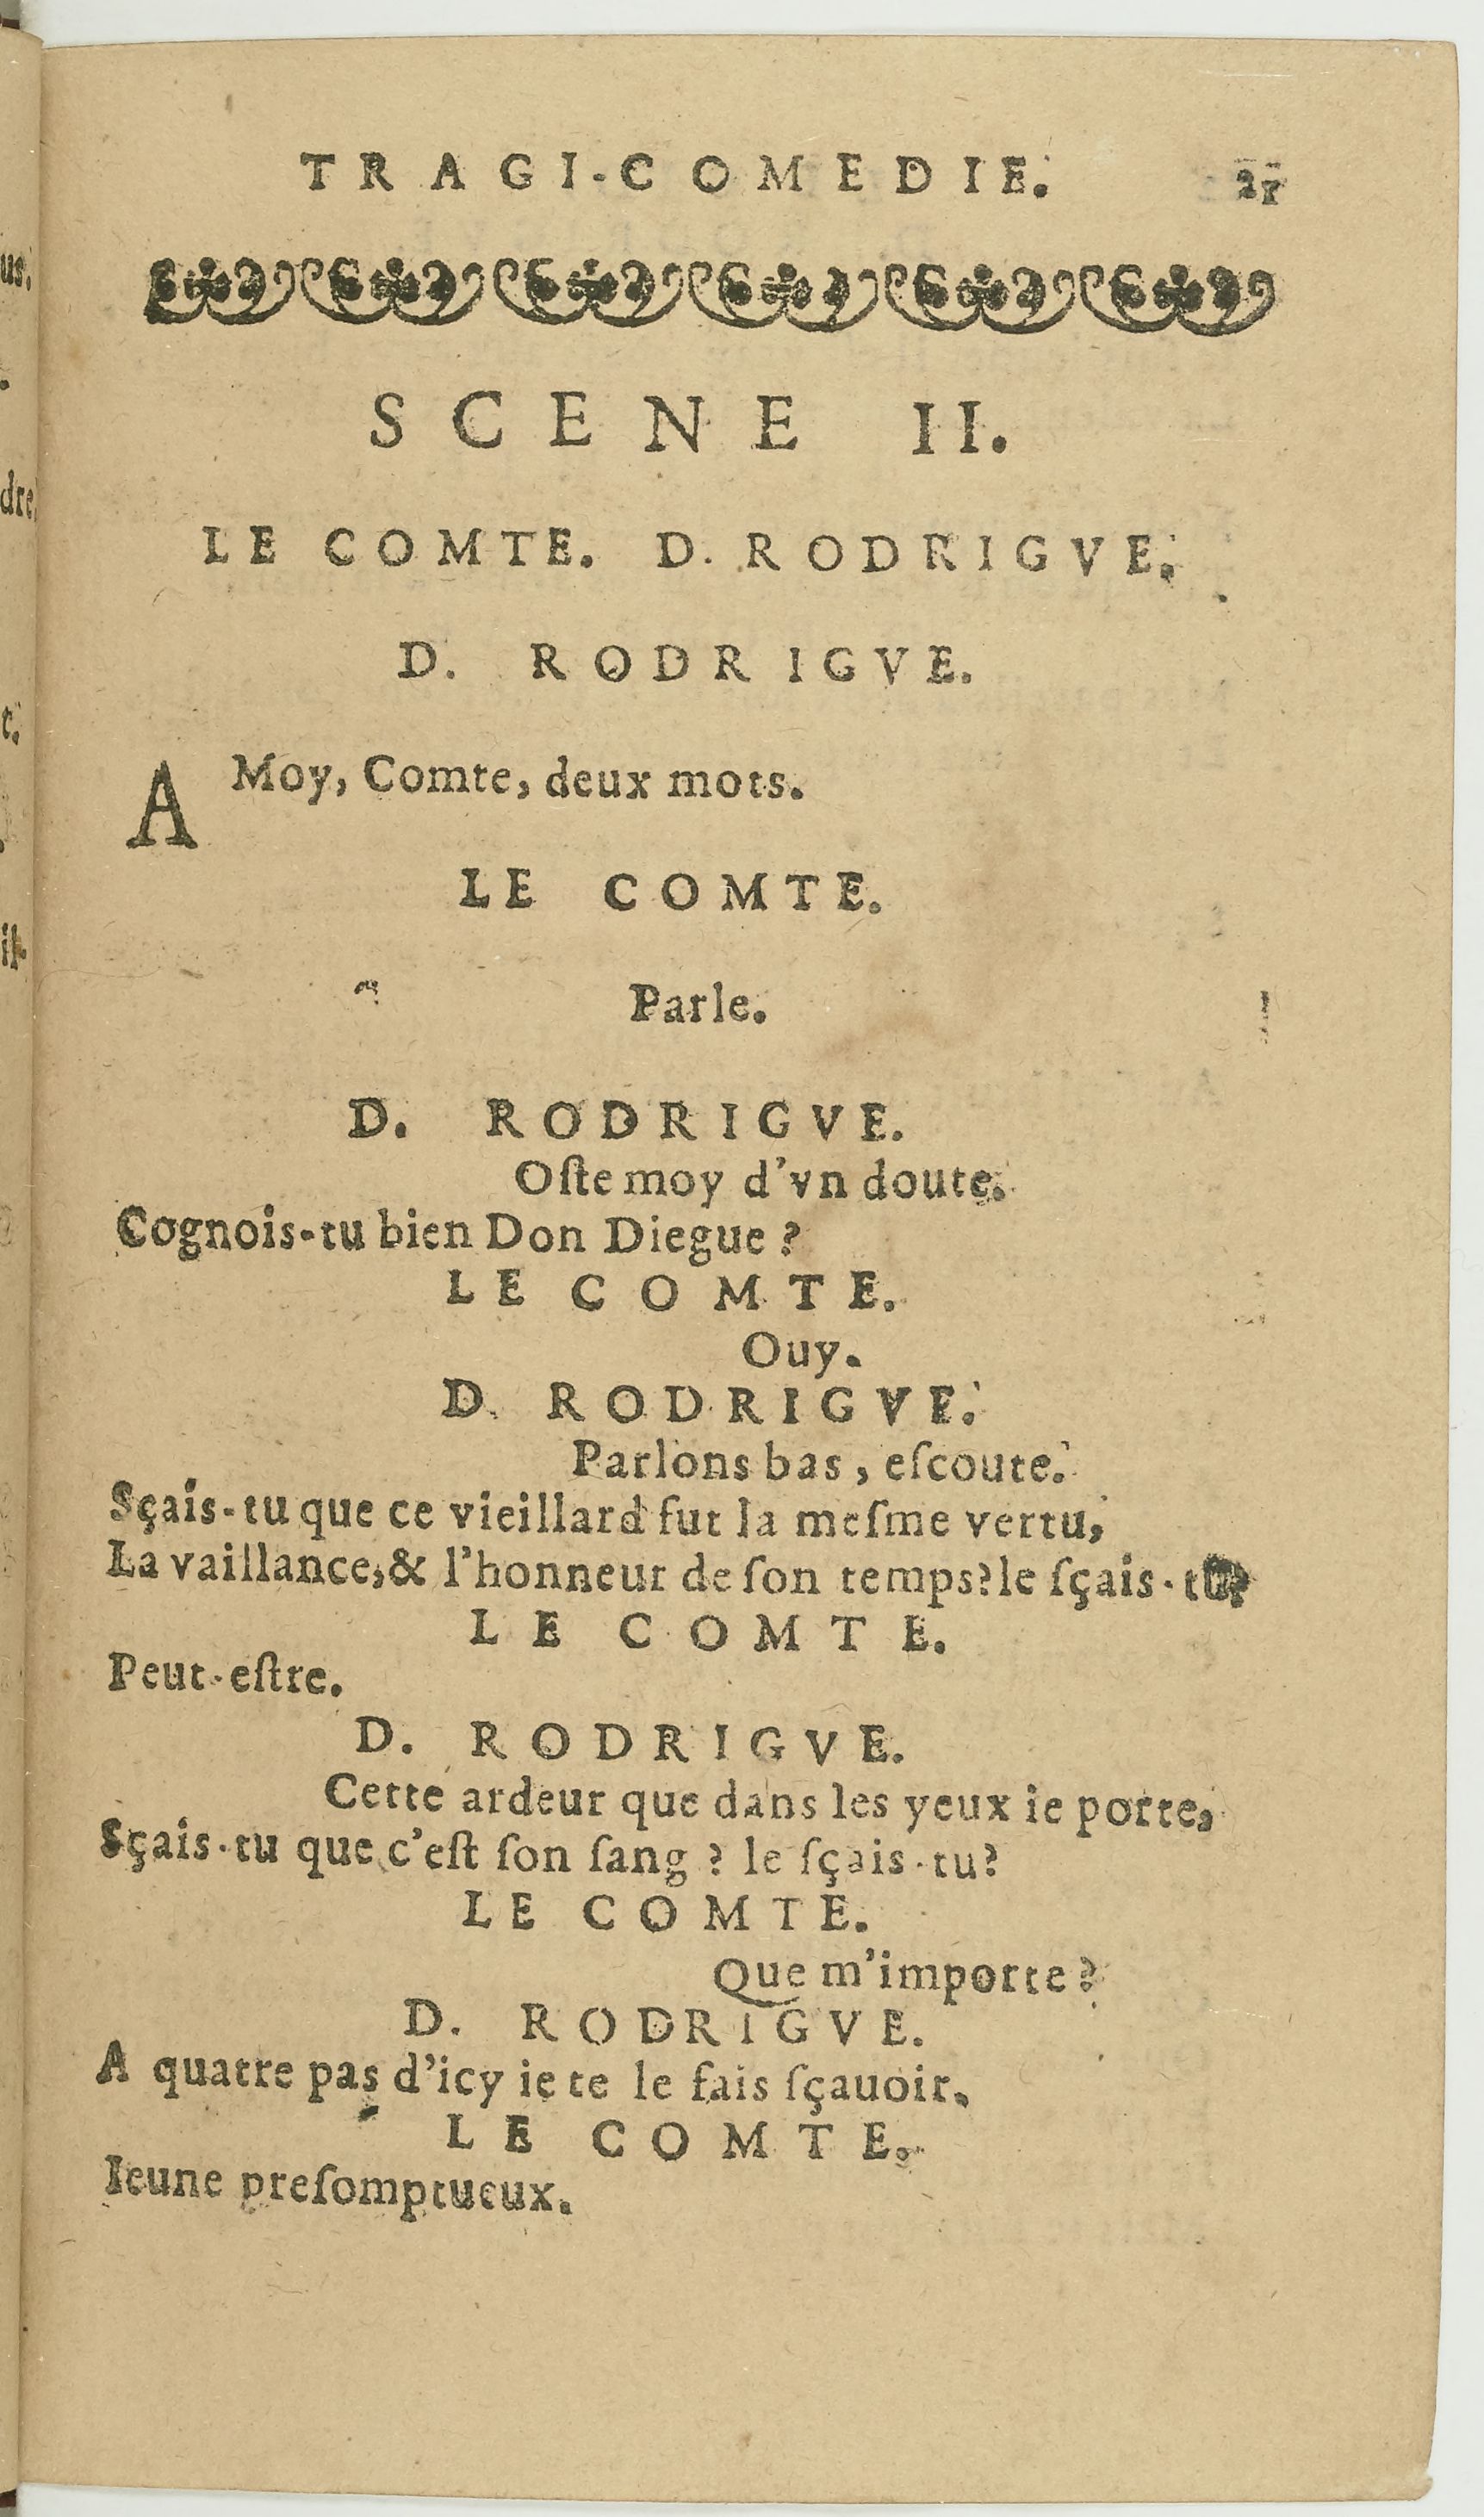 TRAGI-COMEDIE. 21
SCENE II.
LE COMTE. D. RODRIGVE.
D. RODRIGVE.
A Moy, Comte, deux mots.
LE COMTE.
Parle.
D. RODRIGVE.
Oſte moy d'vn doute.
Cognois-tu bien Don Diegue ?
LE COMTE.
Ouy.
D. RODRIGVE.
Parlons bas, eſcoute.
Sçais-tu que ce vieillard fut la meſme vertu,
La vaillance,& l'honneur de ſon temps?le ſçais-tu?
LE COMTE.
Peut-eſtre.
D. RODRIGVE.
Cette ardeur que dans les yeux ie porte,
Sçais-tu que c'eſt ſon ſang ? le ſçais-tu?
LE COMTE.
Que m'importe ?
D. RODRIGVE.
A quatre pas d'icy ie te le fais ſçauoir.
LE COMTE.
Ieune preſomptueux.